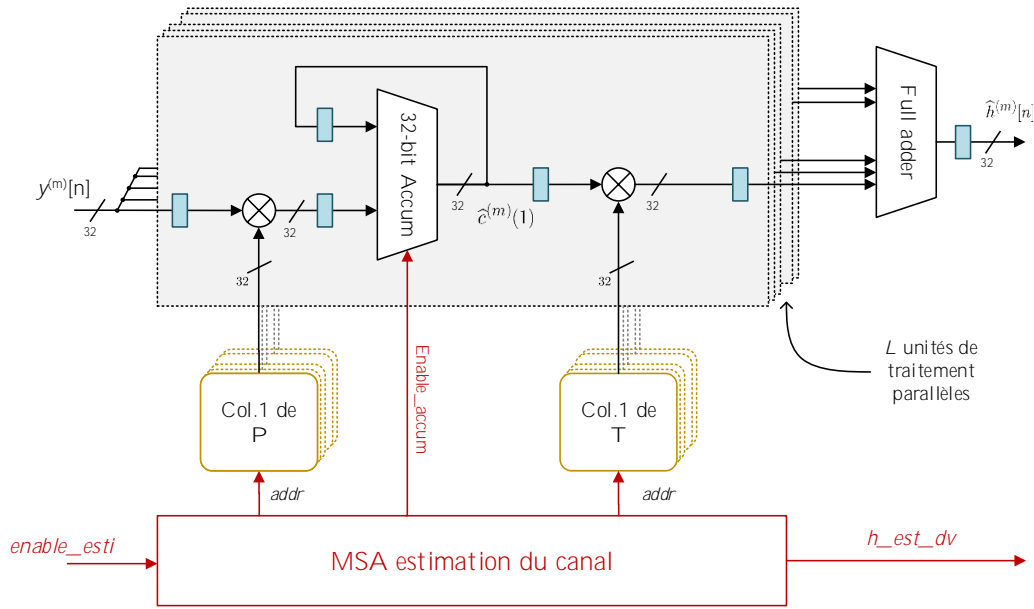 y⁽ᵐ⁾[n]
32
32
32
32-bit Accum
32
ĉ⁽ᵐ⁾(1)
32
32
Full adder
ĥ⁽ᵐ⁾[n]
32
L unités de
traitement
parallèles
Col.1 de
P
Enable_accum
Col.1 de
T
addr
addr
enable_esti
MSA estimation du canal
h_est_dv